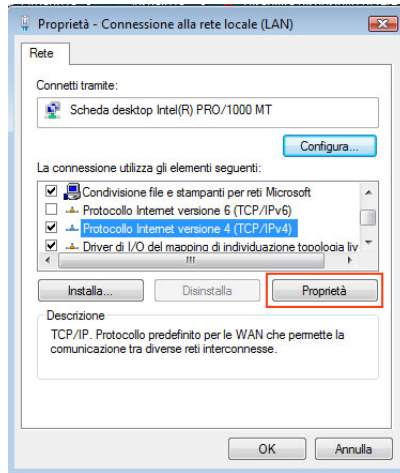 Proprietà - Connessione alla rete locale (LAN)
Rete
Connetti tramite:
Scheda desktop Intel(R) PRO/1000 MT
Configura...
La connessione utilizza gli elementi seguenti:
Condivisione file e stampanti per reti Microsoft
Protocollo Internet versione 6 (TCP/IPv6)
Protocollo Internet versione 4 (TCP/IPv4)
Driver di I/O del mapping di individuazione topologia liv
Installa...
Disinstalla
Proprietà
Descrizione
TCP/IP. Protocollo predefinito per le WAN che permette la
comunicazione tra diverse reti interconnesse.
OK
Annulla